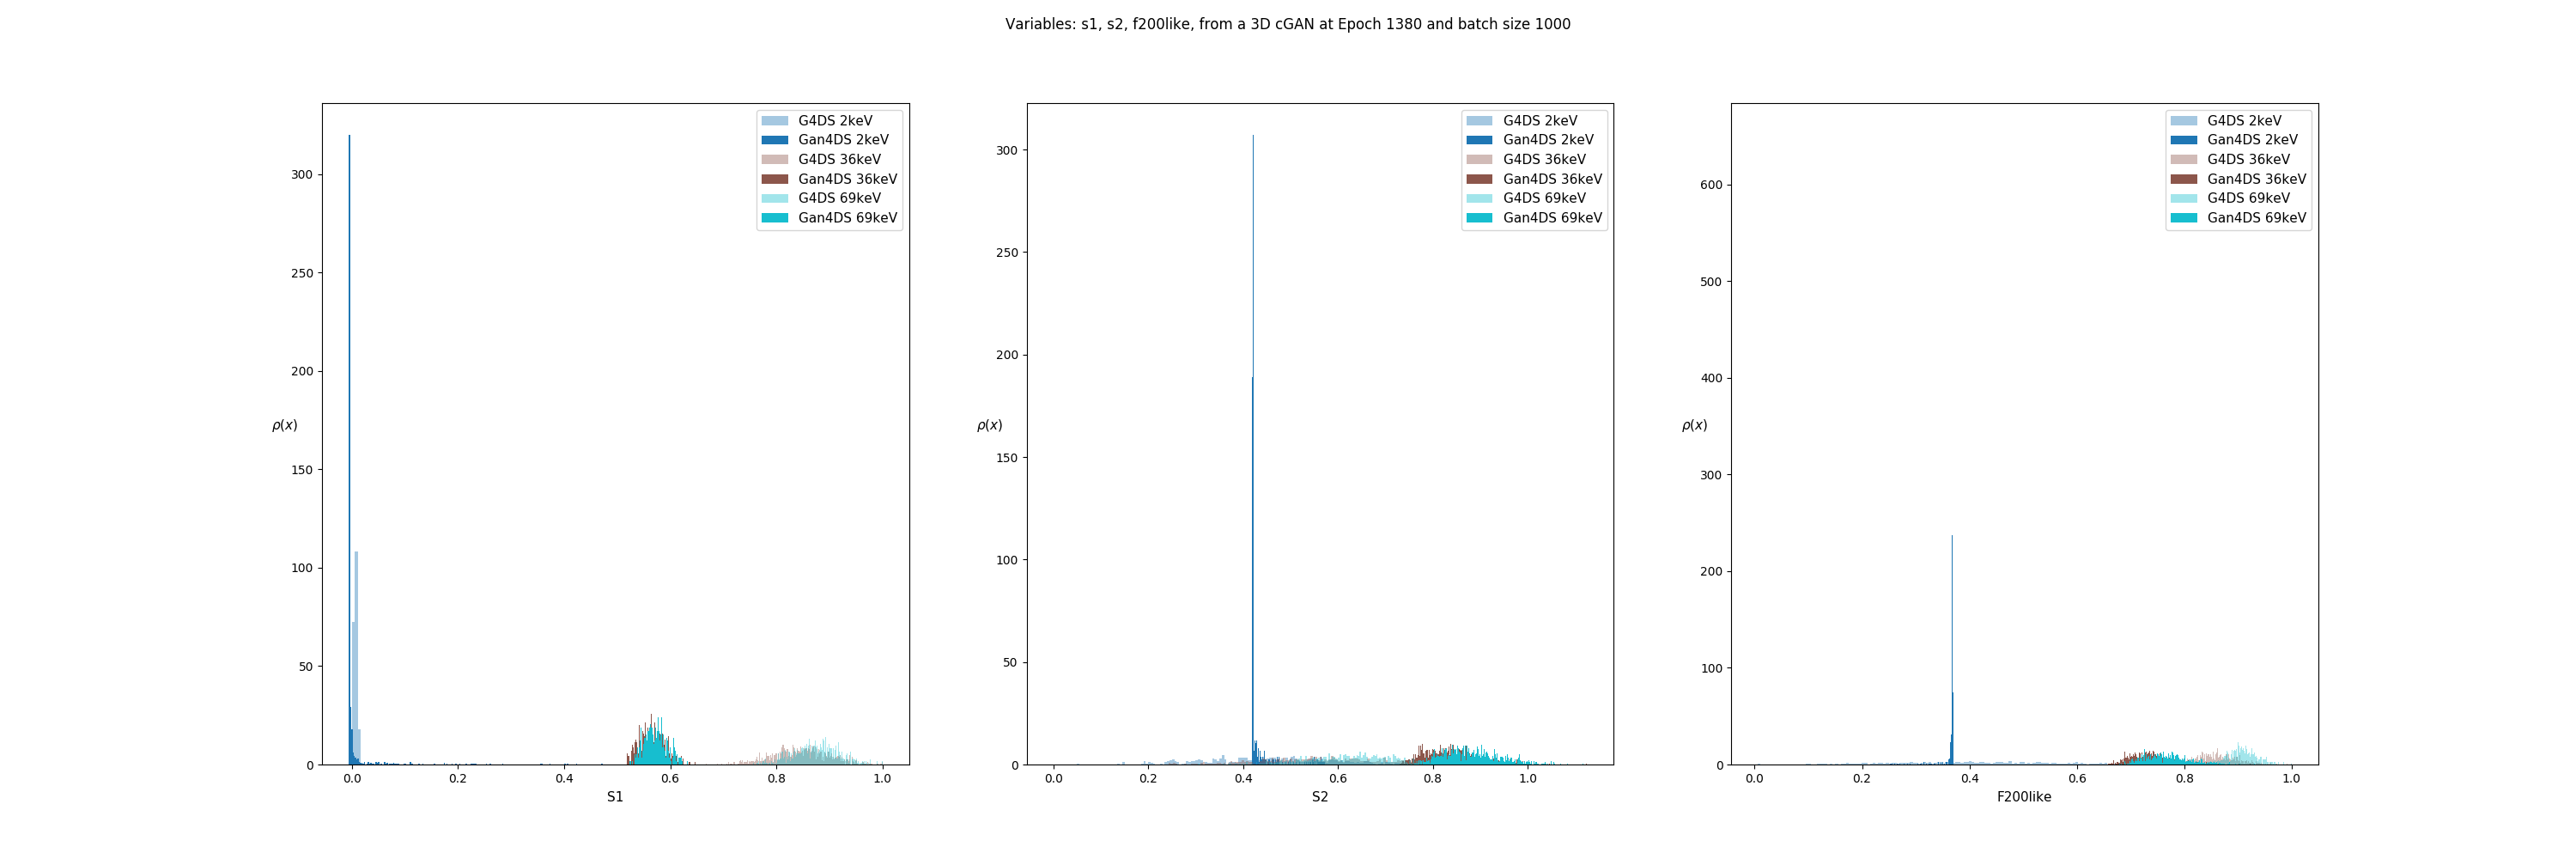 Variables: s1, s2, f200like, from a 3D cGAN at Epoch 1380 and batch size 1000
G4DS 2keV
Gan4DS 2keV
G4DS 36keV
Gan4DS 36keV
G4DS 69keV
Gan4DS 69keV
300
250
200
150
100
50
0
ρ(x)
0.0 0.2 0.4 0.6 0.8 1.0
S1
G4DS 2keV
Gan4DS 2keV
G4DS 36keV
Gan4DS 36keV
G4DS 69keV
Gan4DS 69keV
300
250
200
150
100
50
0
ρ(x)
0.0 0.2 0.4 0.6 0.8 1.0
S2
G4DS 2keV
Gan4DS 2keV
G4DS 36keV
Gan4DS 36keV
G4DS 69keV
Gan4DS 69keV
600
500
400
300
200
100
0
ρ(x)
0.0 0.2 0.4 0.6 0.8 1.0
F200like